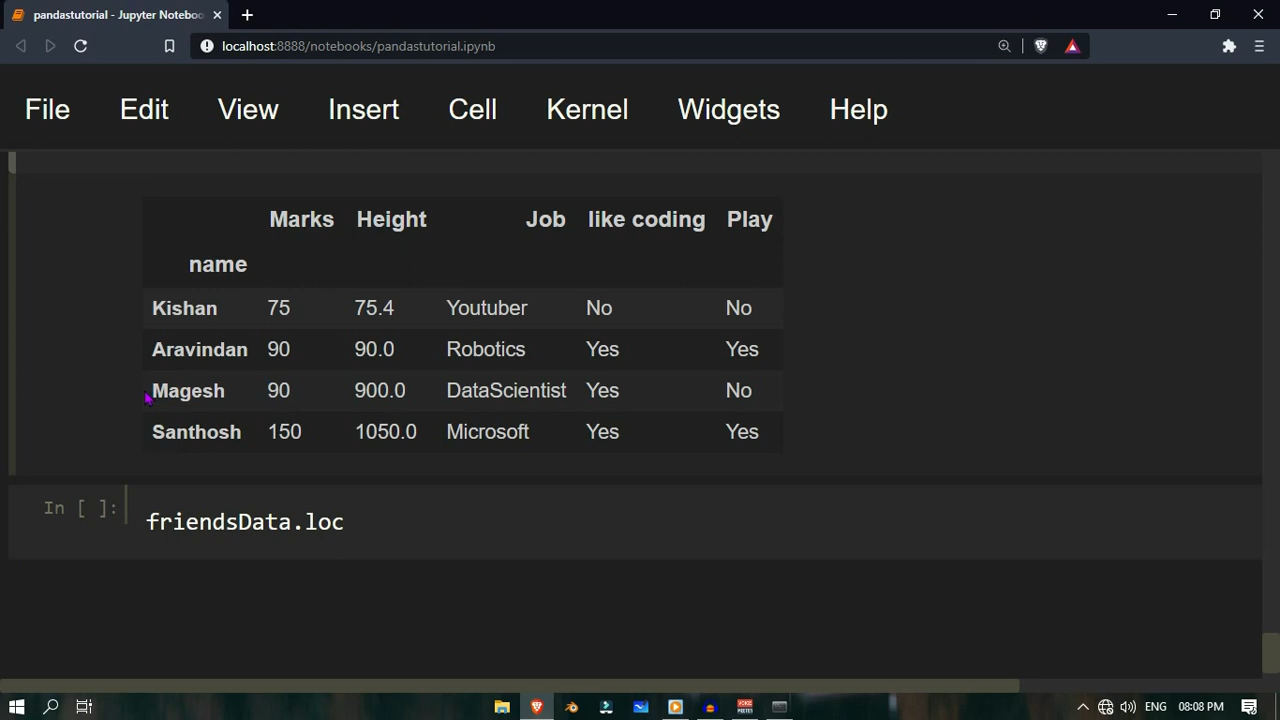 pandastutorial - Jupyter Noteboo
localhost:8888/notebooks/pandastutorial.ipynb
File Edit View Insert Cell Kernel Widgets Help
Marks Height Job like coding Play
name
Kishan 75 75.4 Youtuber No No
Aravindan 90 90.0 Robotics Yes Yes
Magesh 90 900.0 DataScientist Yes No
Santhosh 150 1050.0 Microsoft Yes Yes
In [ ]: friendsData.loc
ENG 08:08 PM